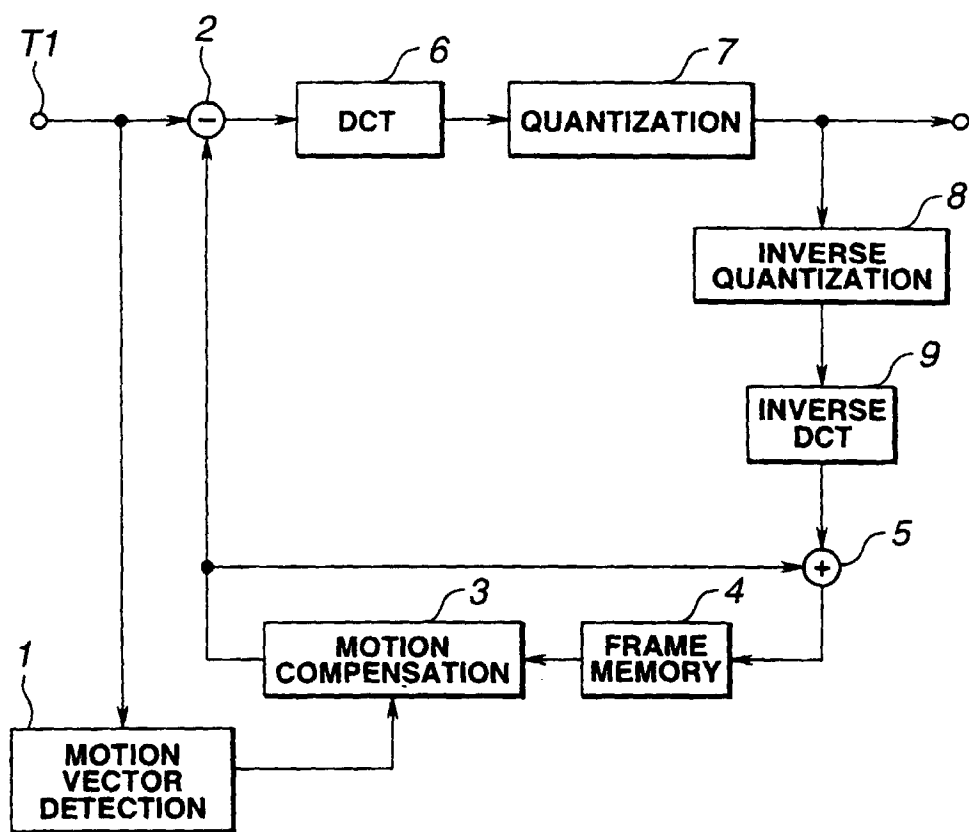 T1
2
6
7
−
DCT
QUANTIZATION
8
INVERSE
QUANTIZATION
9
INVERSE
DCT
5
+
3
4
MOTION
COMPENSATION
FRAME
MEMORY
1
MOTION
VECTOR
DETECTION